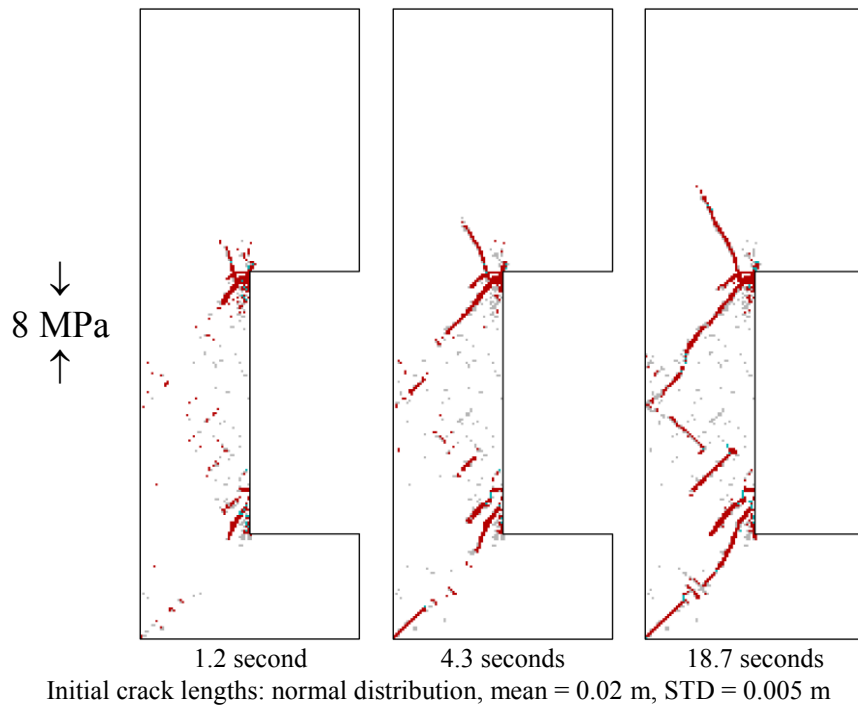 ↓
8 MPa
↑
1.2 second 4.3 seconds 18.7 seconds
Initial crack lengths: normal distribution, mean = 0.02 m, STD = 0.005 m